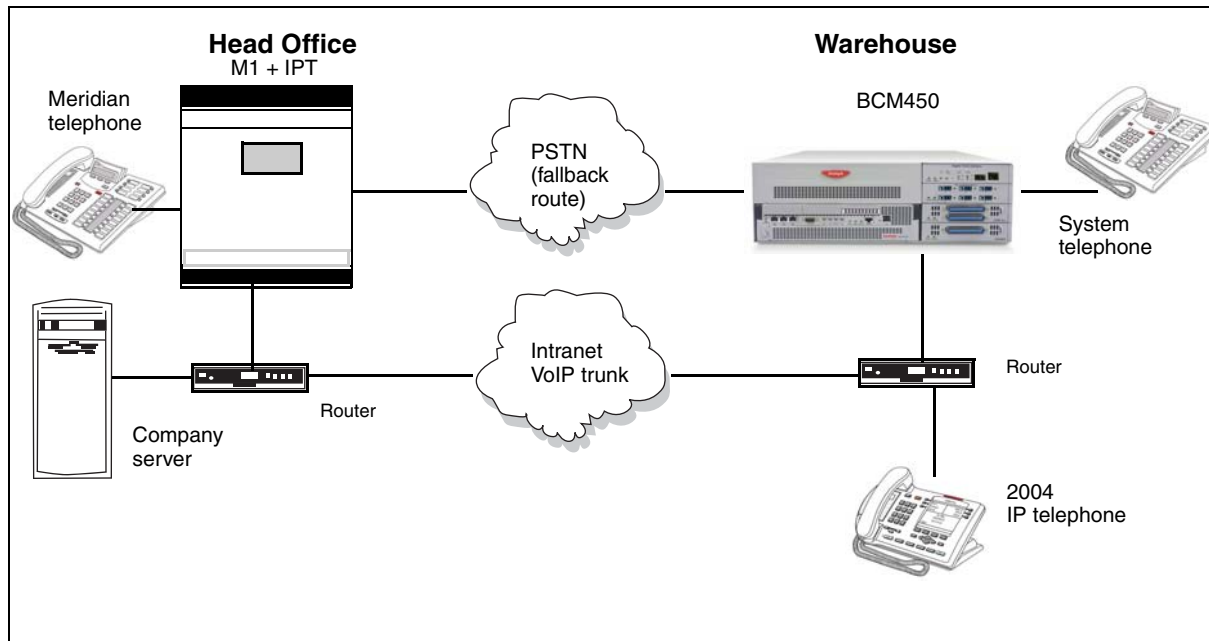 Head Office
M1 + IPT
Warehouse
Meridian
telephone
BCM450
PSTN
(fallback
route)
System
telephone
Intranet
VoIP trunk
Router
Router
Company
server
2004
IP telephone